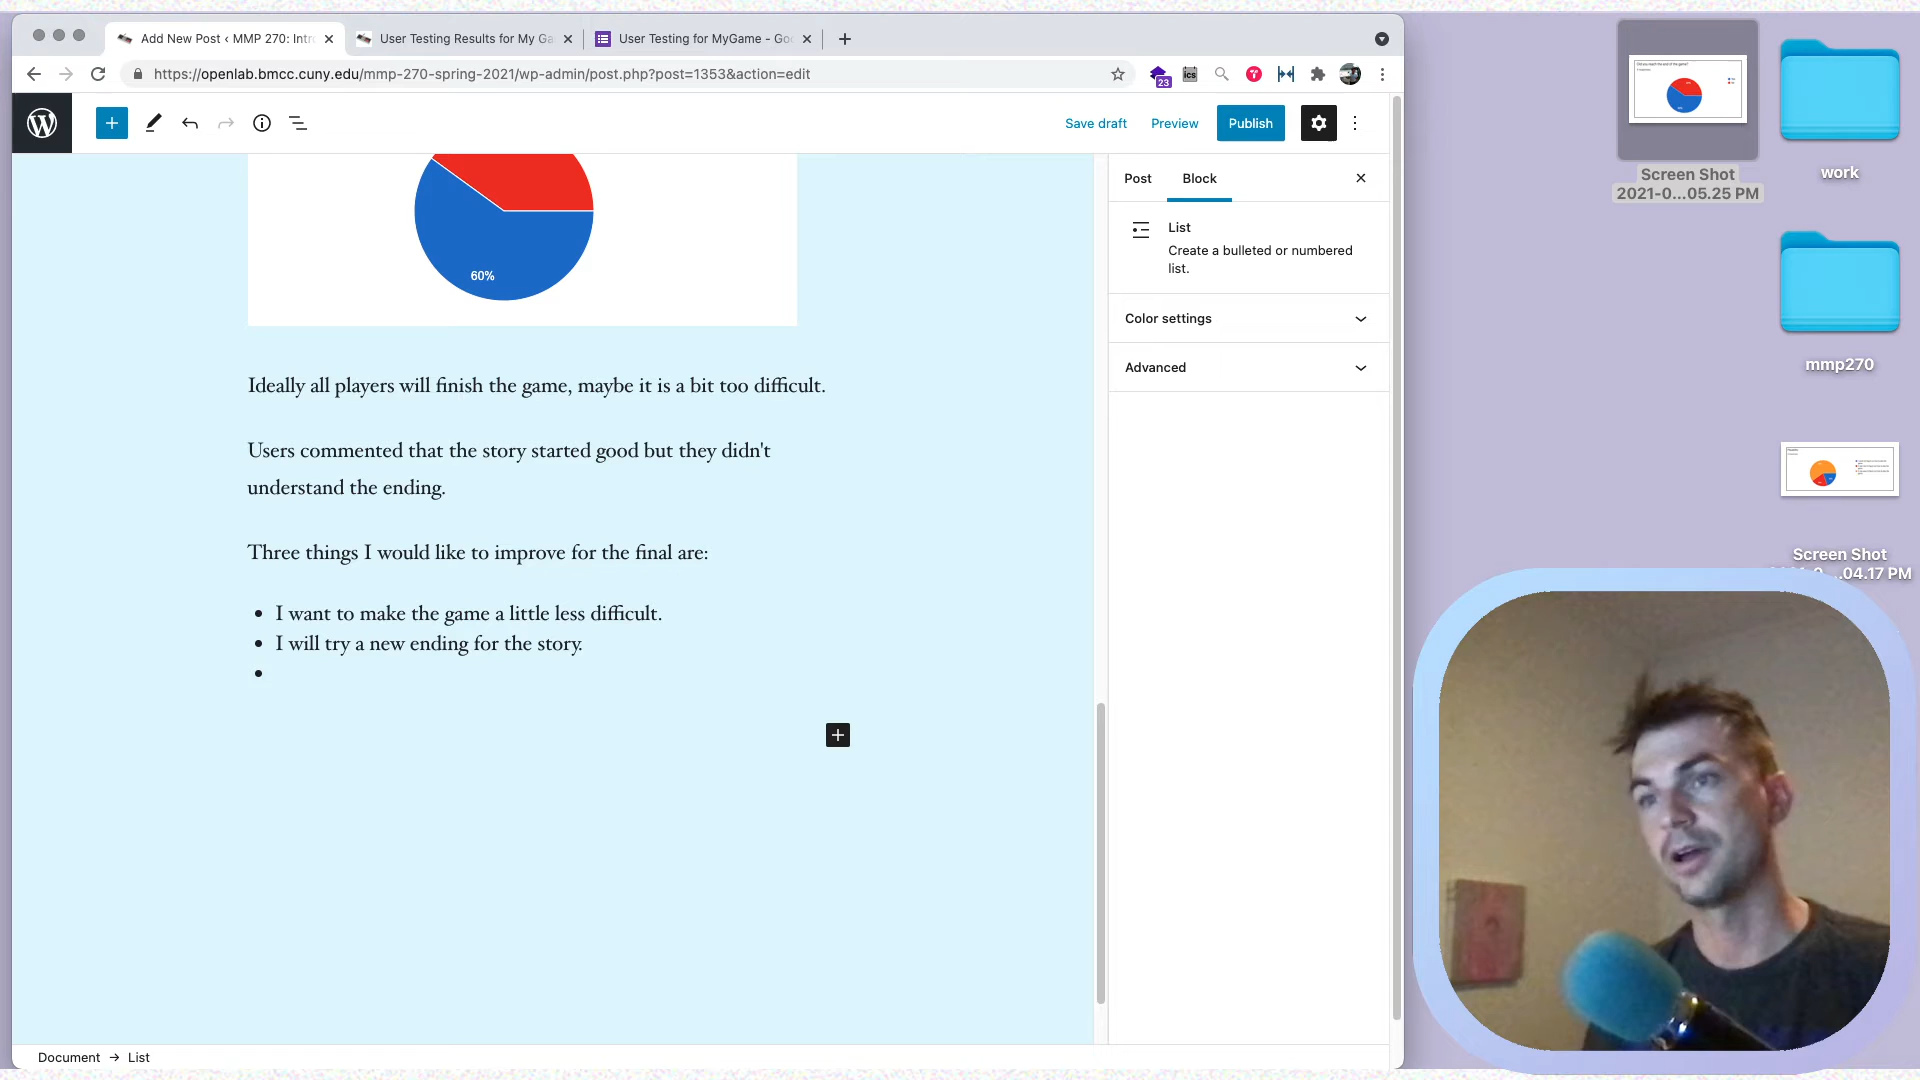 Add New Post ‹ MMP 270: Intr
User Testing Results for My Ga
User Testing for MyGame - Goo
https://openlab.bmcc.cuny.edu/mmp-270-spring-2021/wp-admin/post.php?post=1353&action=edit
23
ics
Save draft
Preview
Publish
Post
Block
List
Create a bulleted or numbered
list.
Color settings
Advanced
60%
Ideally all players will finish the game, maybe it is a bit too difficult.
Users commented that the story started good but they didn't
understand the ending.
Three things I would like to improve for the final are:
• I want to make the game a little less difficult.
• I will try a new ending for the story.
•
Document → List
Screen Shot
2021-0...05.25 PM
work
mmp270
Screen Shot
...04.17 PM